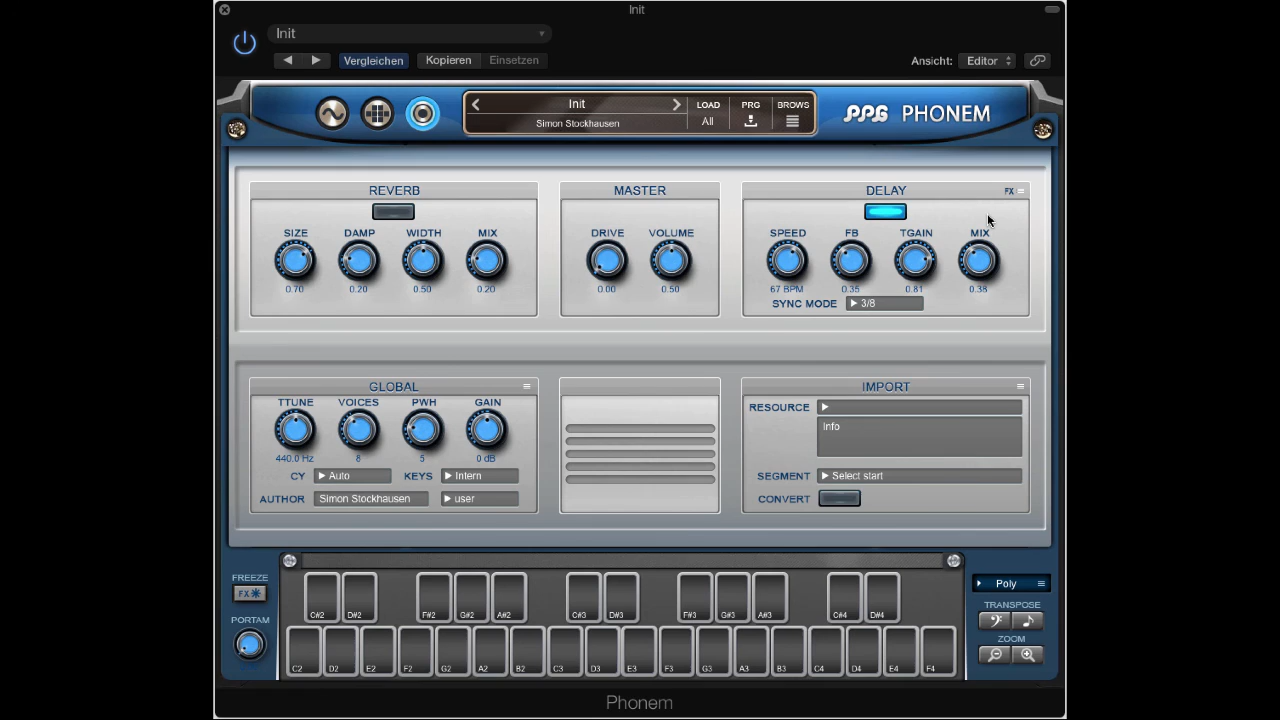 Init
Init
Vergleichen
Kopieren
Einsetzen
Ansicht:
Editor
Init
Simon Stockhausen
LOAD
All
PRG
BROWS
PPG PHONEM
REVERB
SIZE DAMP WIDTH MIX
0.70 0.20 0.50 0.20
MASTER
DRIVE VOLUME
0.00 0.50
DELAY
FX
SPEED FB TGAIN MIX
67 BPM 0.35 0.81 0.38
SYNC MODE 3/8
GLOBAL
TTUNE VOICES PWH GAIN
440.0 Hz 8 5 0 dB
CY Auto KEYS Intern
AUTHOR Simon Stockhausen user
IMPORT
RESOURCE
Info
SEGMENT Select start
CONVERT
FREEZE
FX
PORTAM
C#2 D#2 F#2 G#2 A#2 C#3 D#3 F#3 G#3 A#3 C#4 D#4
C2 D2 E2 F2 G2 A2 B2 C3 D3 E3 F3 G3 A3 B3 C4 D4 E4 F4
Poly
TRANSPOSE
ZOOM
Phonem